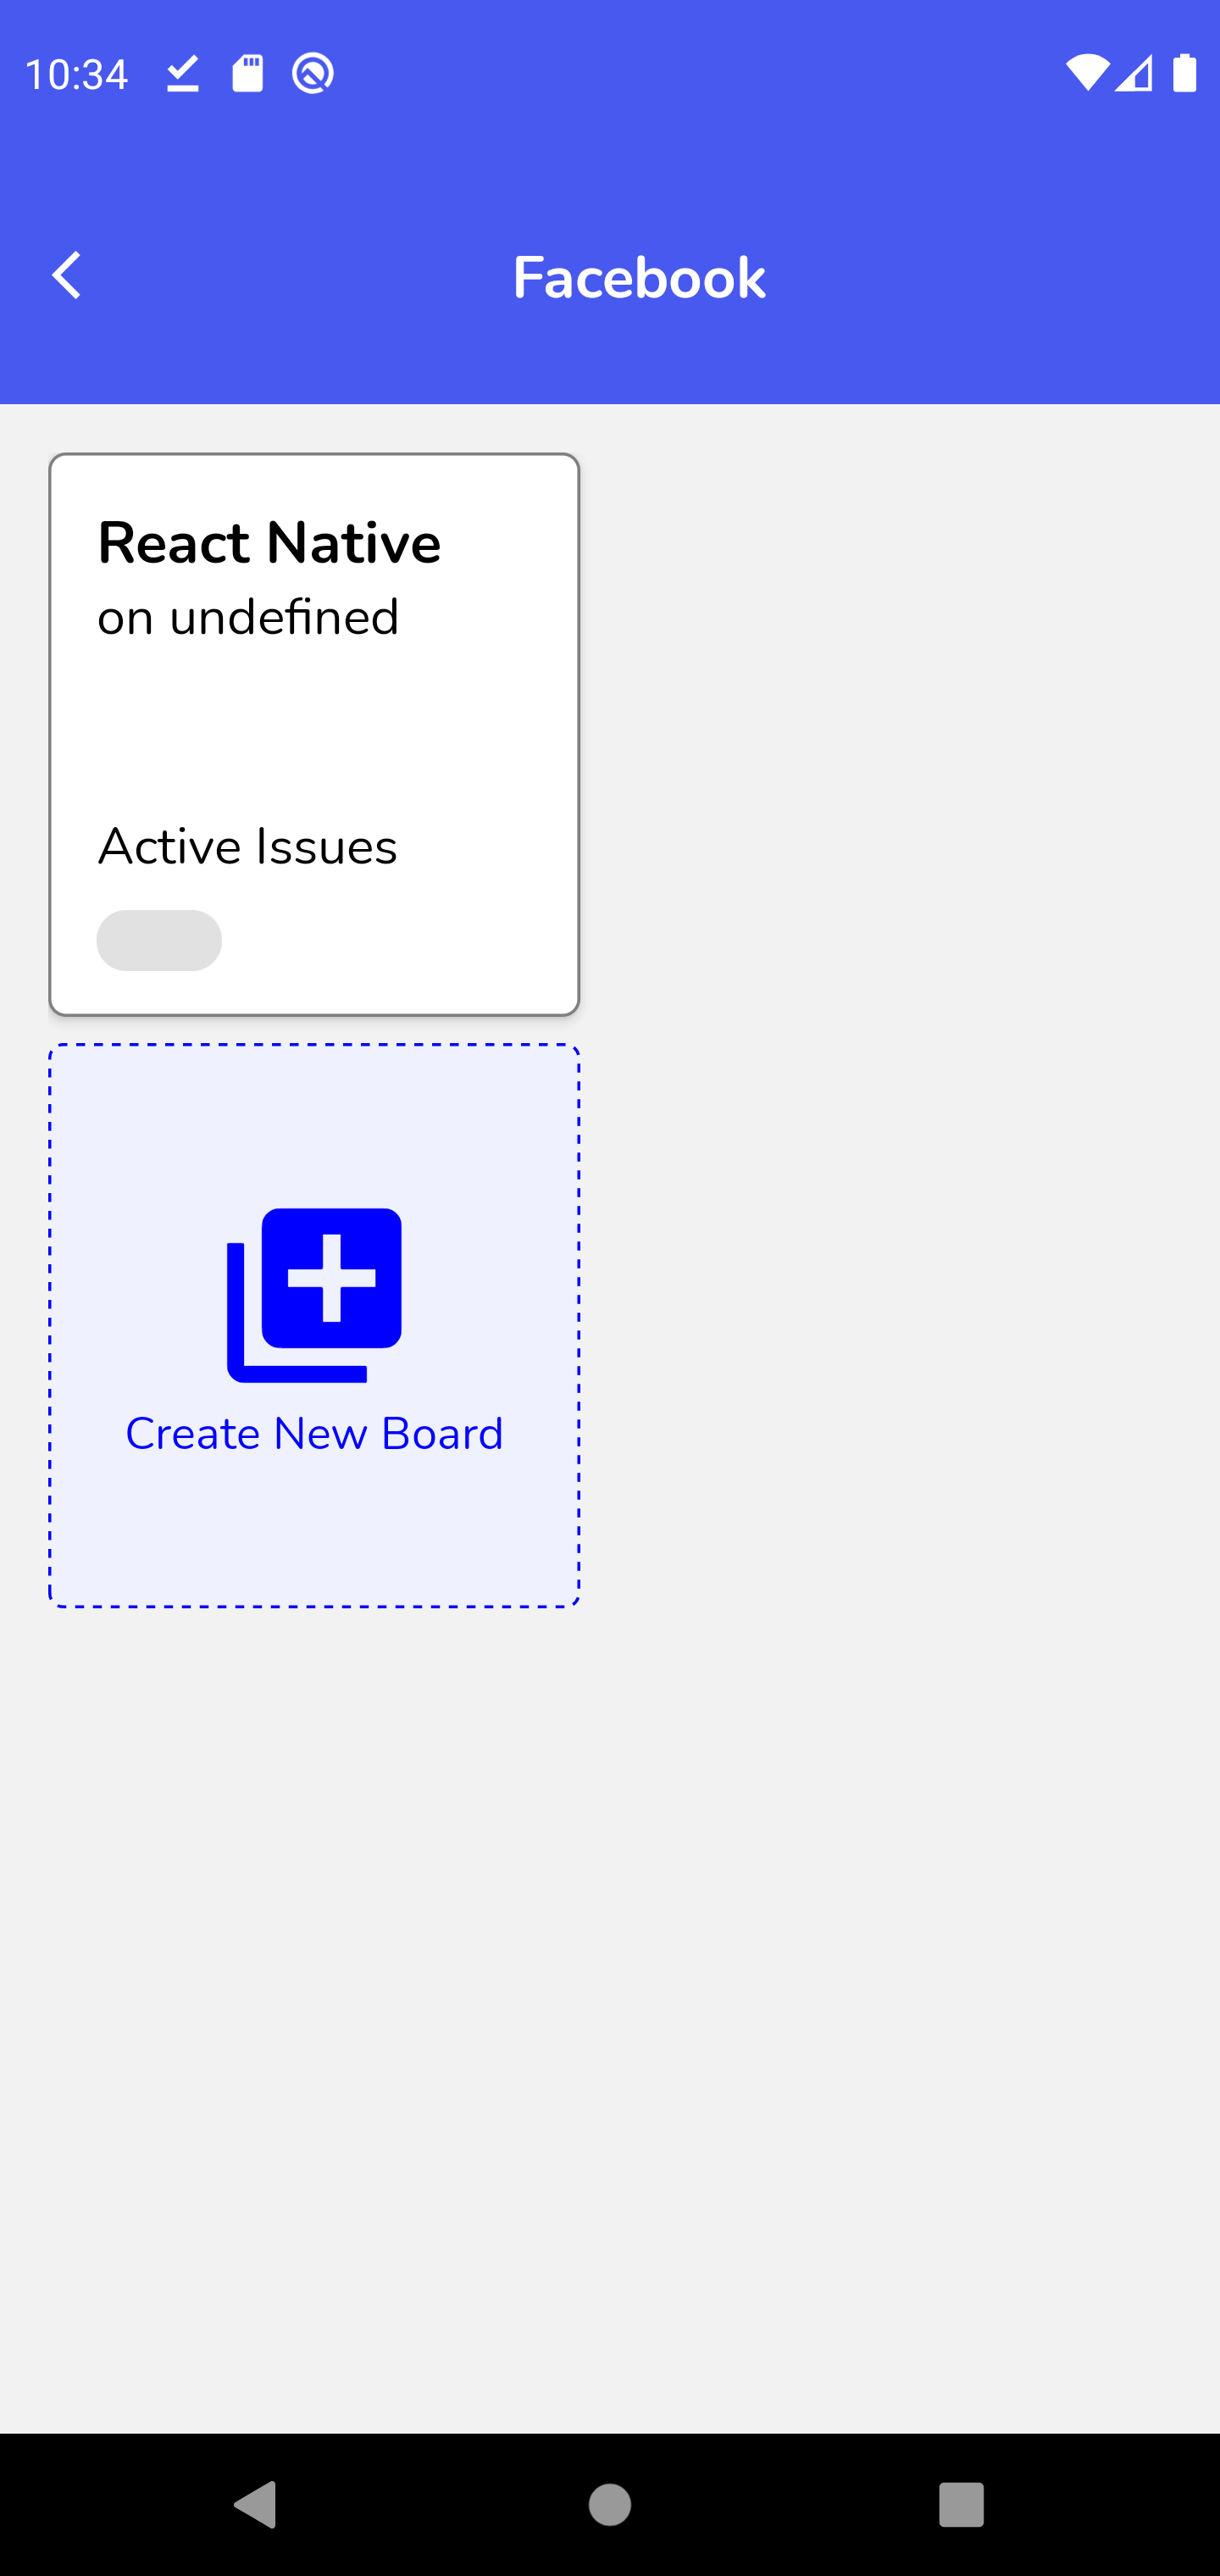 10:34
Facebook
React Native
on undefined
Active Issues
Create New Board